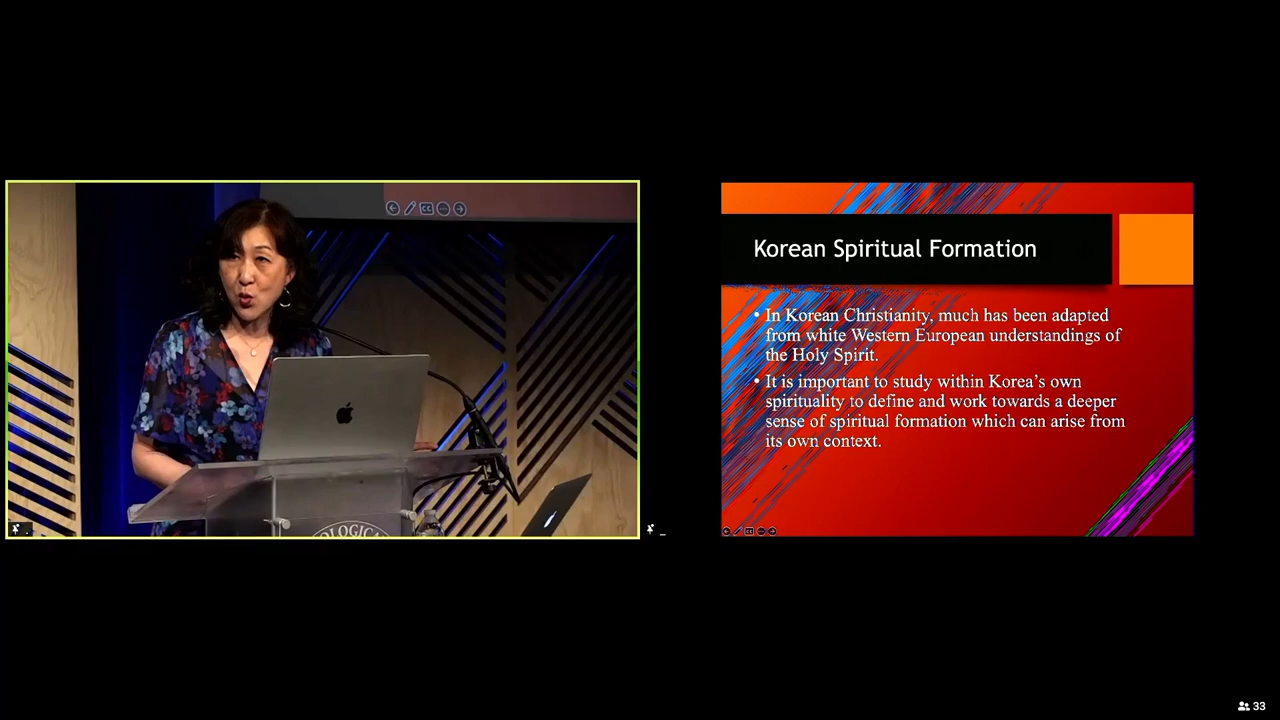 CC
OLOGICA
Korean Spiritual Formation
• In Korean Christianity, much has been adapted
from white Western European understandings of
the Holy Spirit.
• It is important to study within Korea’s own
spirituality to define and work towards a deeper
sense of spiritual formation which can arise from
its own context.
33